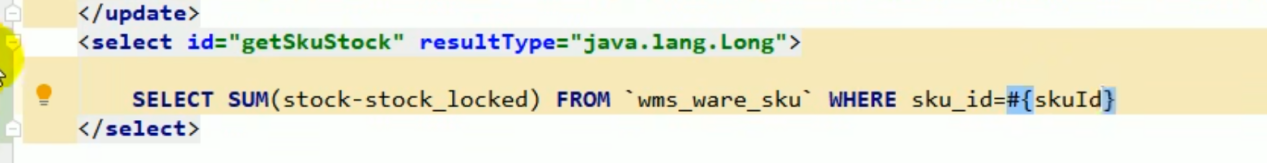 </update>
<select id="getSkuStock" resultType="java.lang.Long">
SELECT SUM(stock-stock_locked) FROM `wms_ware_sku` WHERE sku_id=#{skuId}
</select>